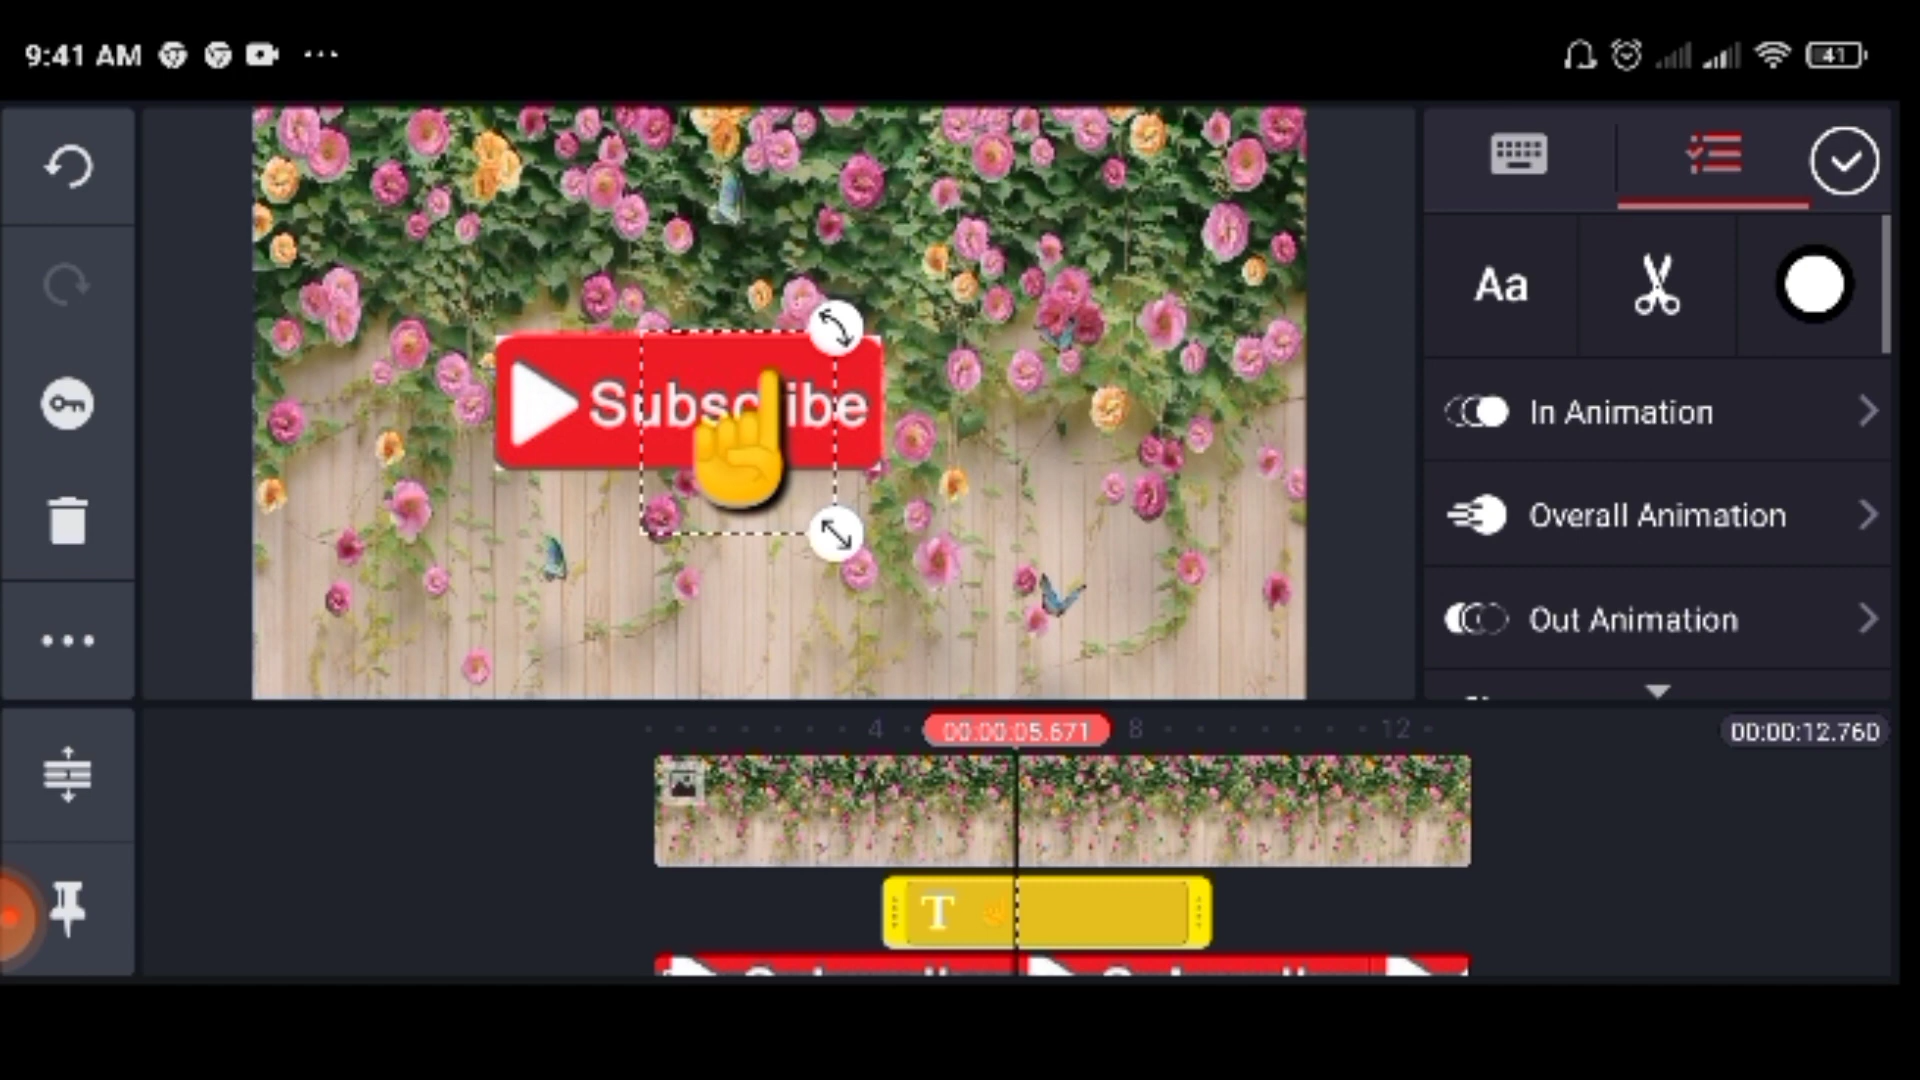 9:41 AM
41
Subscribe
Aa
In Animation
Overall Animation
Out Animation
4
00:00:05.671
8
12
00:00:12.760
T